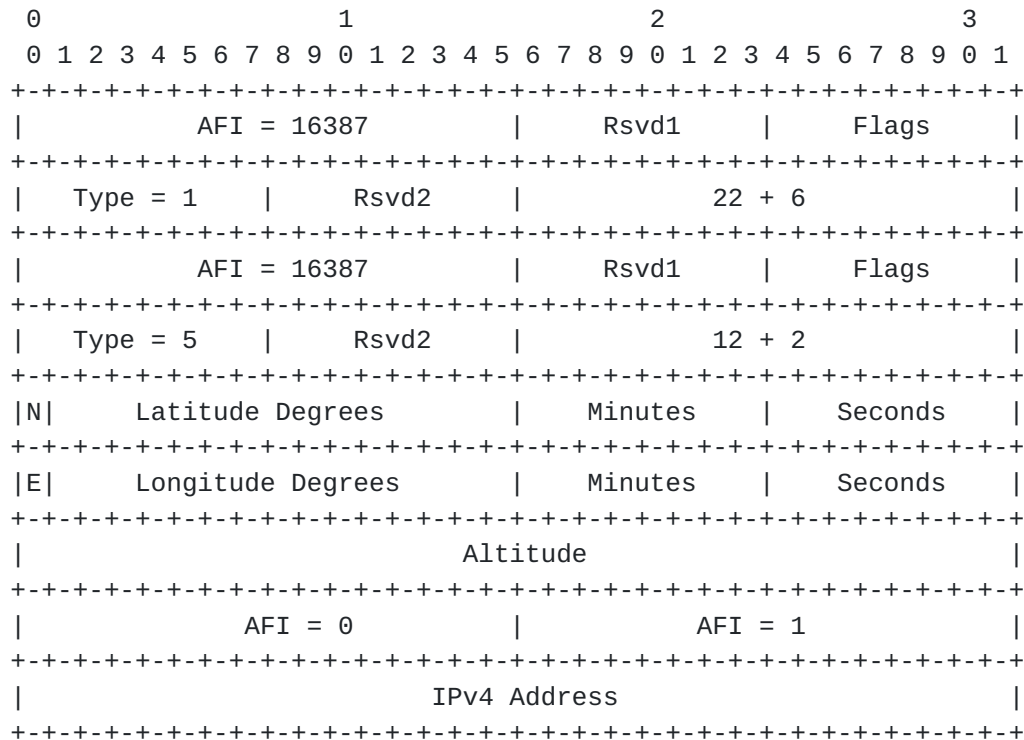 0                   1                   2                   3
 0 1 2 3 4 5 6 7 8 9 0 1 2 3 4 5 6 7 8 9 0 1 2 3 4 5 6 7 8 9 0 1
+-+-+-+-+-+-+-+-+-+-+-+-+-+-+-+-+-+-+-+-+-+-+-+-+-+-+-+-+-+-+-+-+
|           AFI = 16387         |     Rsvd1     |     Flags     |
+-+-+-+-+-+-+-+-+-+-+-+-+-+-+-+-+-+-+-+-+-+-+-+-+-+-+-+-+-+-+-+-+
|   Type = 1    |     Rsvd2     |            22 + 6             |
+-+-+-+-+-+-+-+-+-+-+-+-+-+-+-+-+-+-+-+-+-+-+-+-+-+-+-+-+-+-+-+-+
|           AFI = 16387         |     Rsvd1     |     Flags     |
+-+-+-+-+-+-+-+-+-+-+-+-+-+-+-+-+-+-+-+-+-+-+-+-+-+-+-+-+-+-+-+-+
|   Type = 5    |     Rsvd2     |            12 + 2             |
+-+-+-+-+-+-+-+-+-+-+-+-+-+-+-+-+-+-+-+-+-+-+-+-+-+-+-+-+-+-+-+-+
|N|     Latitude Degrees        |    Minutes    |    Seconds    |
+-+-+-+-+-+-+-+-+-+-+-+-+-+-+-+-+-+-+-+-+-+-+-+-+-+-+-+-+-+-+-+-+
|E|     Longitude Degrees       |    Minutes    |    Seconds    |
+-+-+-+-+-+-+-+-+-+-+-+-+-+-+-+-+-+-+-+-+-+-+-+-+-+-+-+-+-+-+-+-+
|                            Altitude                           |
+-+-+-+-+-+-+-+-+-+-+-+-+-+-+-+-+-+-+-+-+-+-+-+-+-+-+-+-+-+-+-+-+
|              AFI = 0          |           AFI = 1             |
+-+-+-+-+-+-+-+-+-+-+-+-+-+-+-+-+-+-+-+-+-+-+-+-+-+-+-+-+-+-+-+-+
|                          IPv4 Address                         |
+-+-+-+-+-+-+-+-+-+-+-+-+-+-+-+-+-+-+-+-+-+-+-+-+-+-+-+-+-+-+-+-+